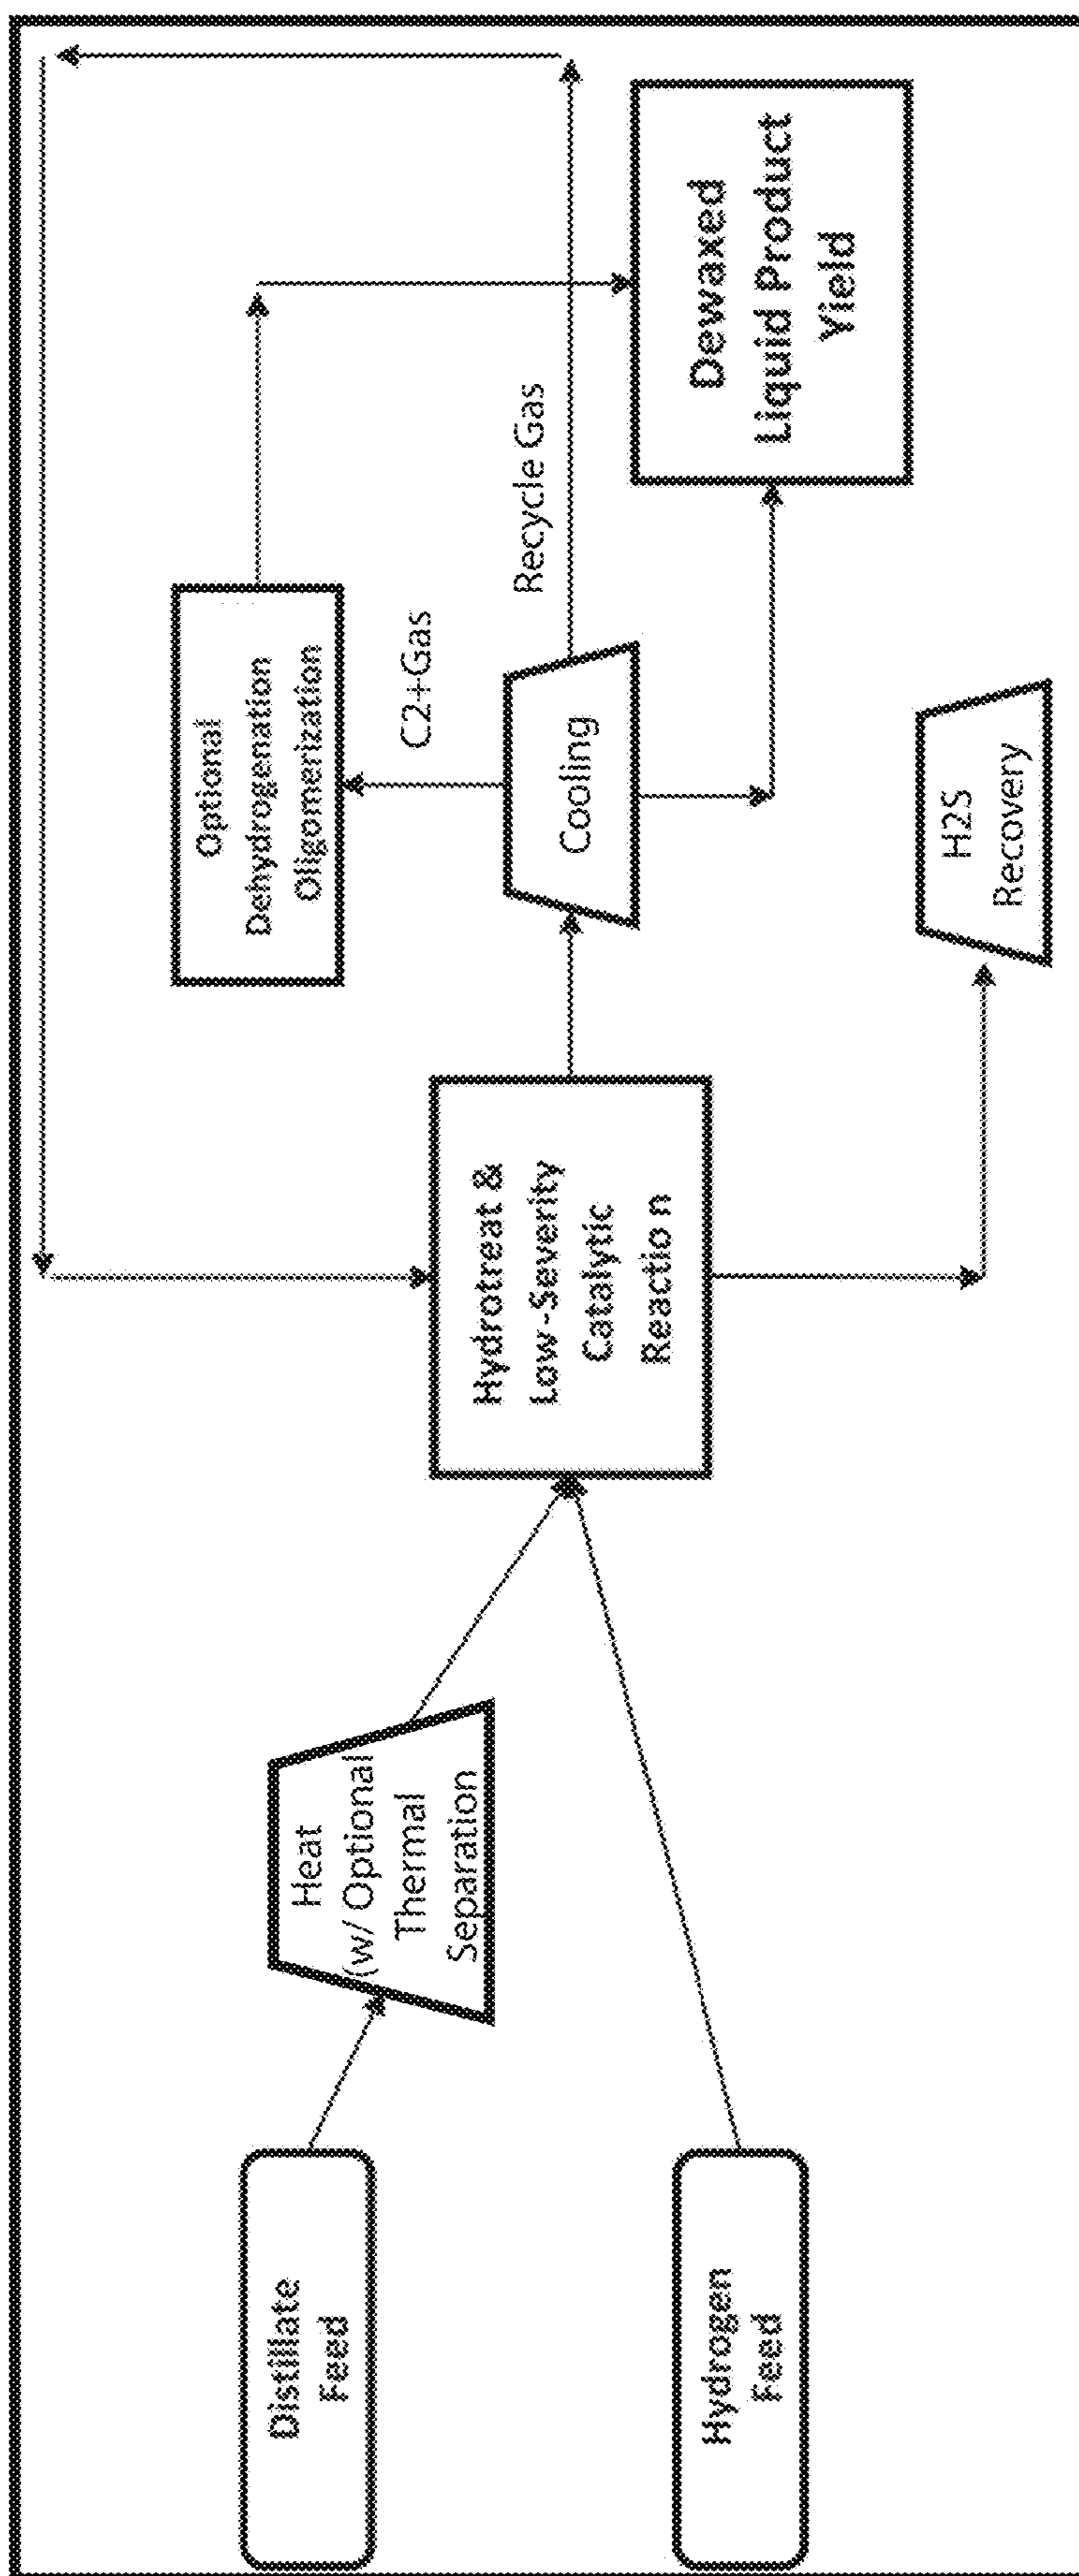 Distillate
Feed
Hydrogen
Feed
Heat
(w/ Optional
Thermal
Separation
Hydrotreat &
Low-Severity
Catalytic
Reactio n
Optional
Dehydrogenation
Oligomerization
C2+Gas
Cooling
Recycle Gas
H2S
Recovery
Dewaxed
Liquid Product
Yield